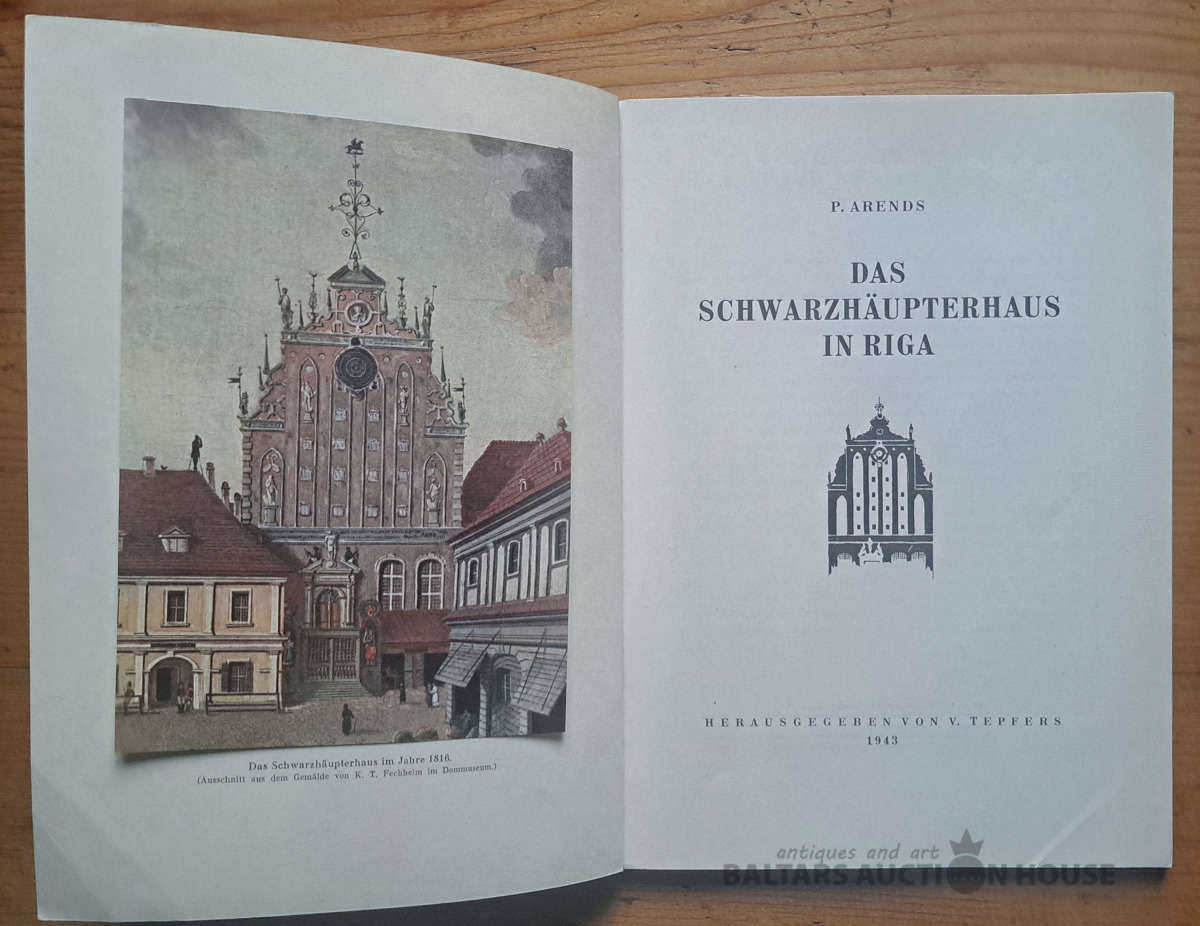 Das Schwarzhäupterhaus im Jahre 1816.
(Ausschnitt aus dem Gemälde von K. T. Fechhelm im Dommuseum.)
P. ARENDS
DAS
SCHWARZHÄUPTERHAUS
IN RIGA
HERAUSGEGEBEN VON V. TEPFERS
1943
antiques and art
BALTARS AUCTION HOUSE